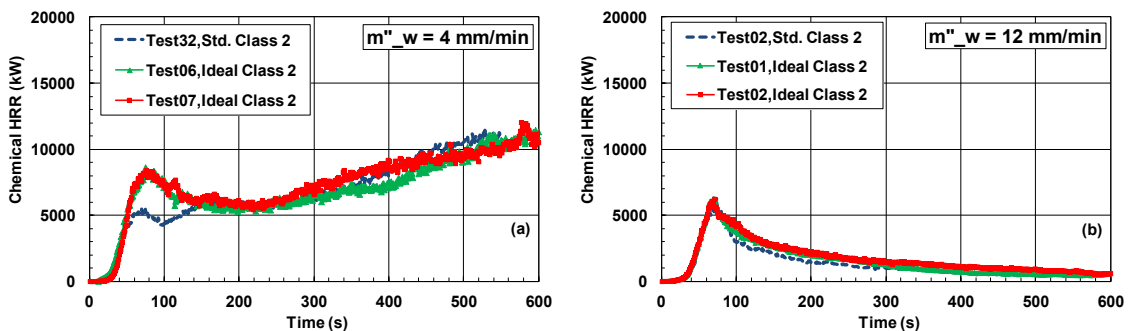 20000
15000
10000
5000
0
Chemical HRR (kW)
Test32,Std. Class 2
Test06,Ideal Class 2
Test07,Ideal Class 2
m"_w = 4 mm/min
(a)
0 100 200 300 400 500 600
Time (s)
20000
15000
10000
5000
0
Chemical HRR (kW)
Test02,Std. Class 2
Test01,Ideal Class 2
Test02,Ideal Class 2
m"_w = 12 mm/min
(b)
0 100 200 300 400 500 600
Time (s)